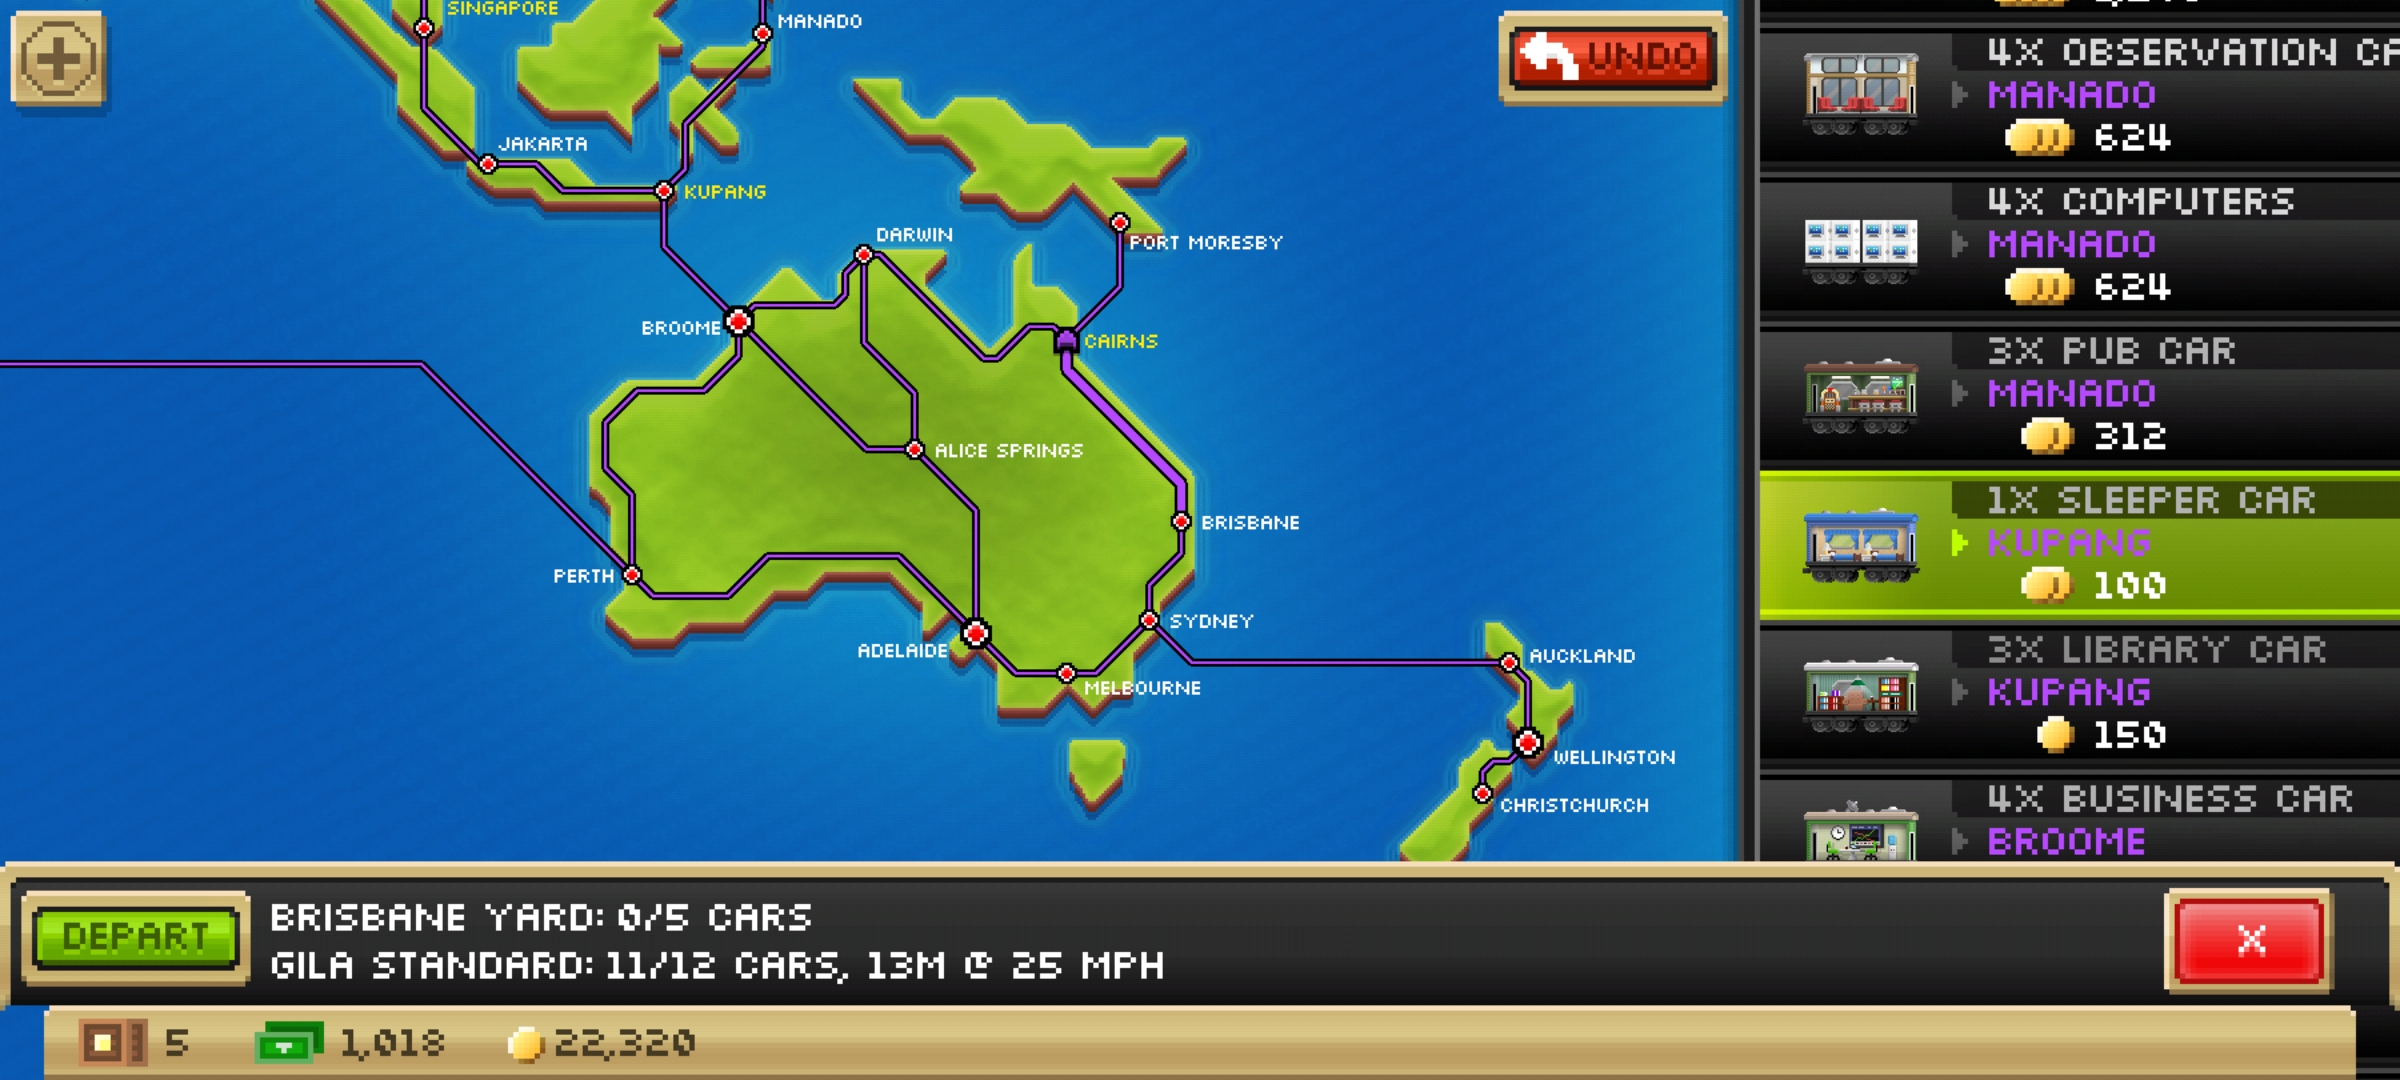 SINGAPORE
MANADO
JAKARTA
KUPANG
DARWIN
PORT MORESBY
BROOME
CAIRNS
ALICE SPRINGS
BRISBANE
PERTH
SYDNEY
ADELAIDE
AUCKLAND
MELBOURNE
WELLINGTON
CHRISTCHURCH
UNDO
4X OBSERVATION CA
MANADO
624
4X COMPUTERS
MANADO
624
3X PUB CAR
MANADO
312
1X SLEEPER CAR
KUPANG
100
3X LIBRARY CAR
KUPANG
150
4X BUSINESS CAR
BROOME
DEPART
BRISBANE YARD: 0/5 CARS
GILA STANDARD: 11/12 CARS, 13M @ 25 MPH
X
5
1,018
22,320